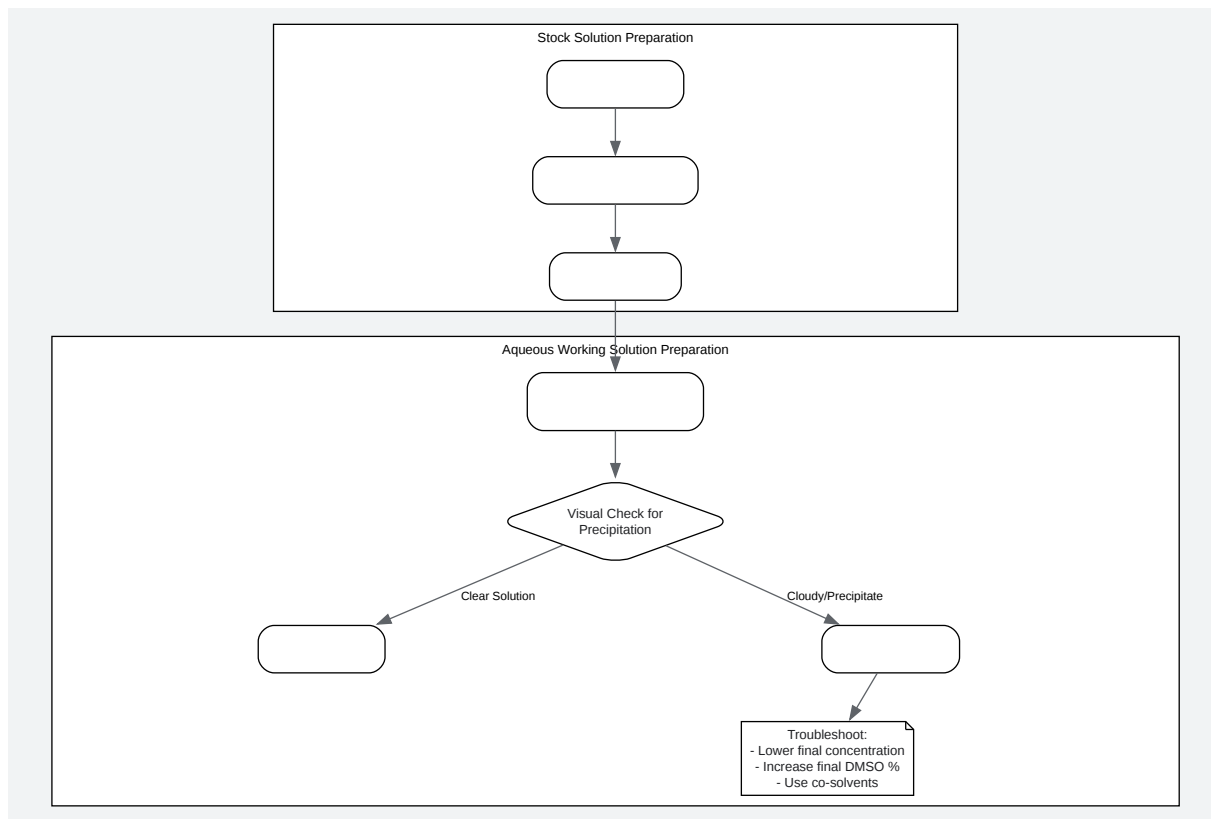 Stock Solution Preparation
Aqueous Working Solution Preparation
Visual Check for
Precipitation
Clear Solution
Cloudy/Precipitate
Troubleshoot:
- Lower final concentration
- Increase final DMSO %
- Use co-solvents